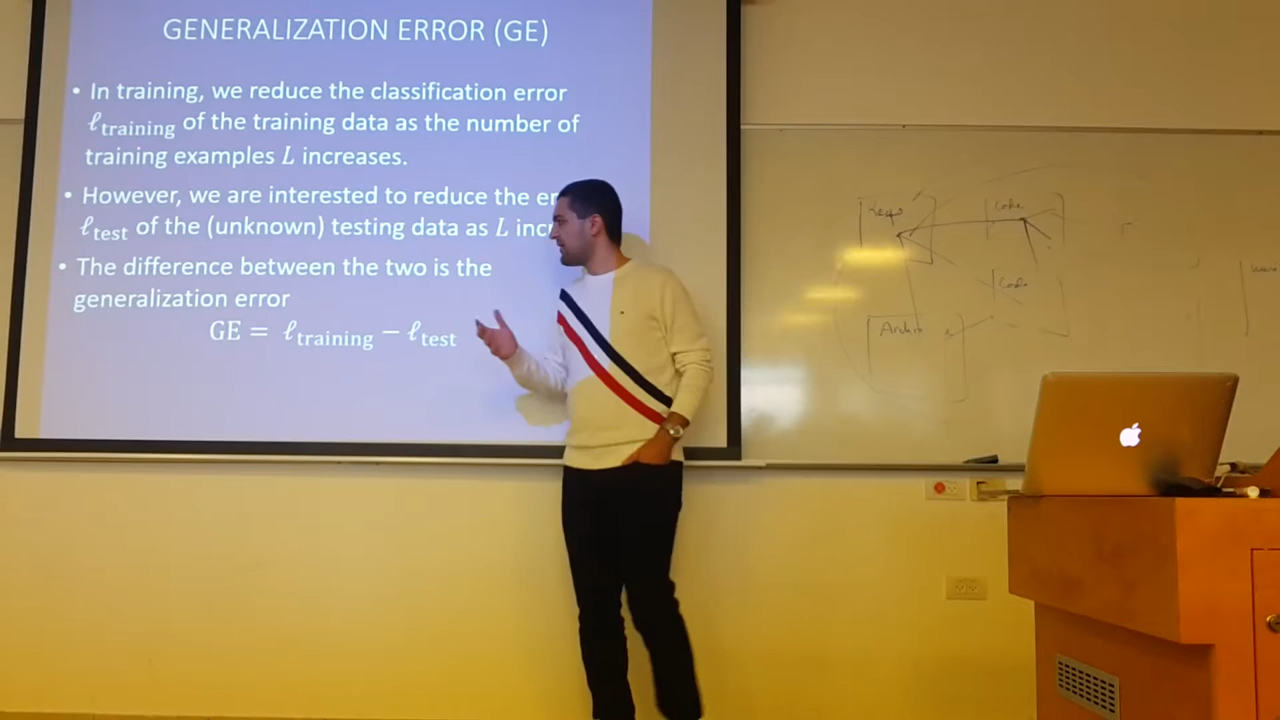 GENERALIZATION ERROR (GE)
• In training, we reduce the classification error
ℓtraining of the training data as the number of
training examples L increases.
• However, we are interested to reduce the er
ℓtest of the (unknown) testing data as L inc
• The difference between the two is the
generalization error
GE = ℓtraining − ℓtest
Code
Code